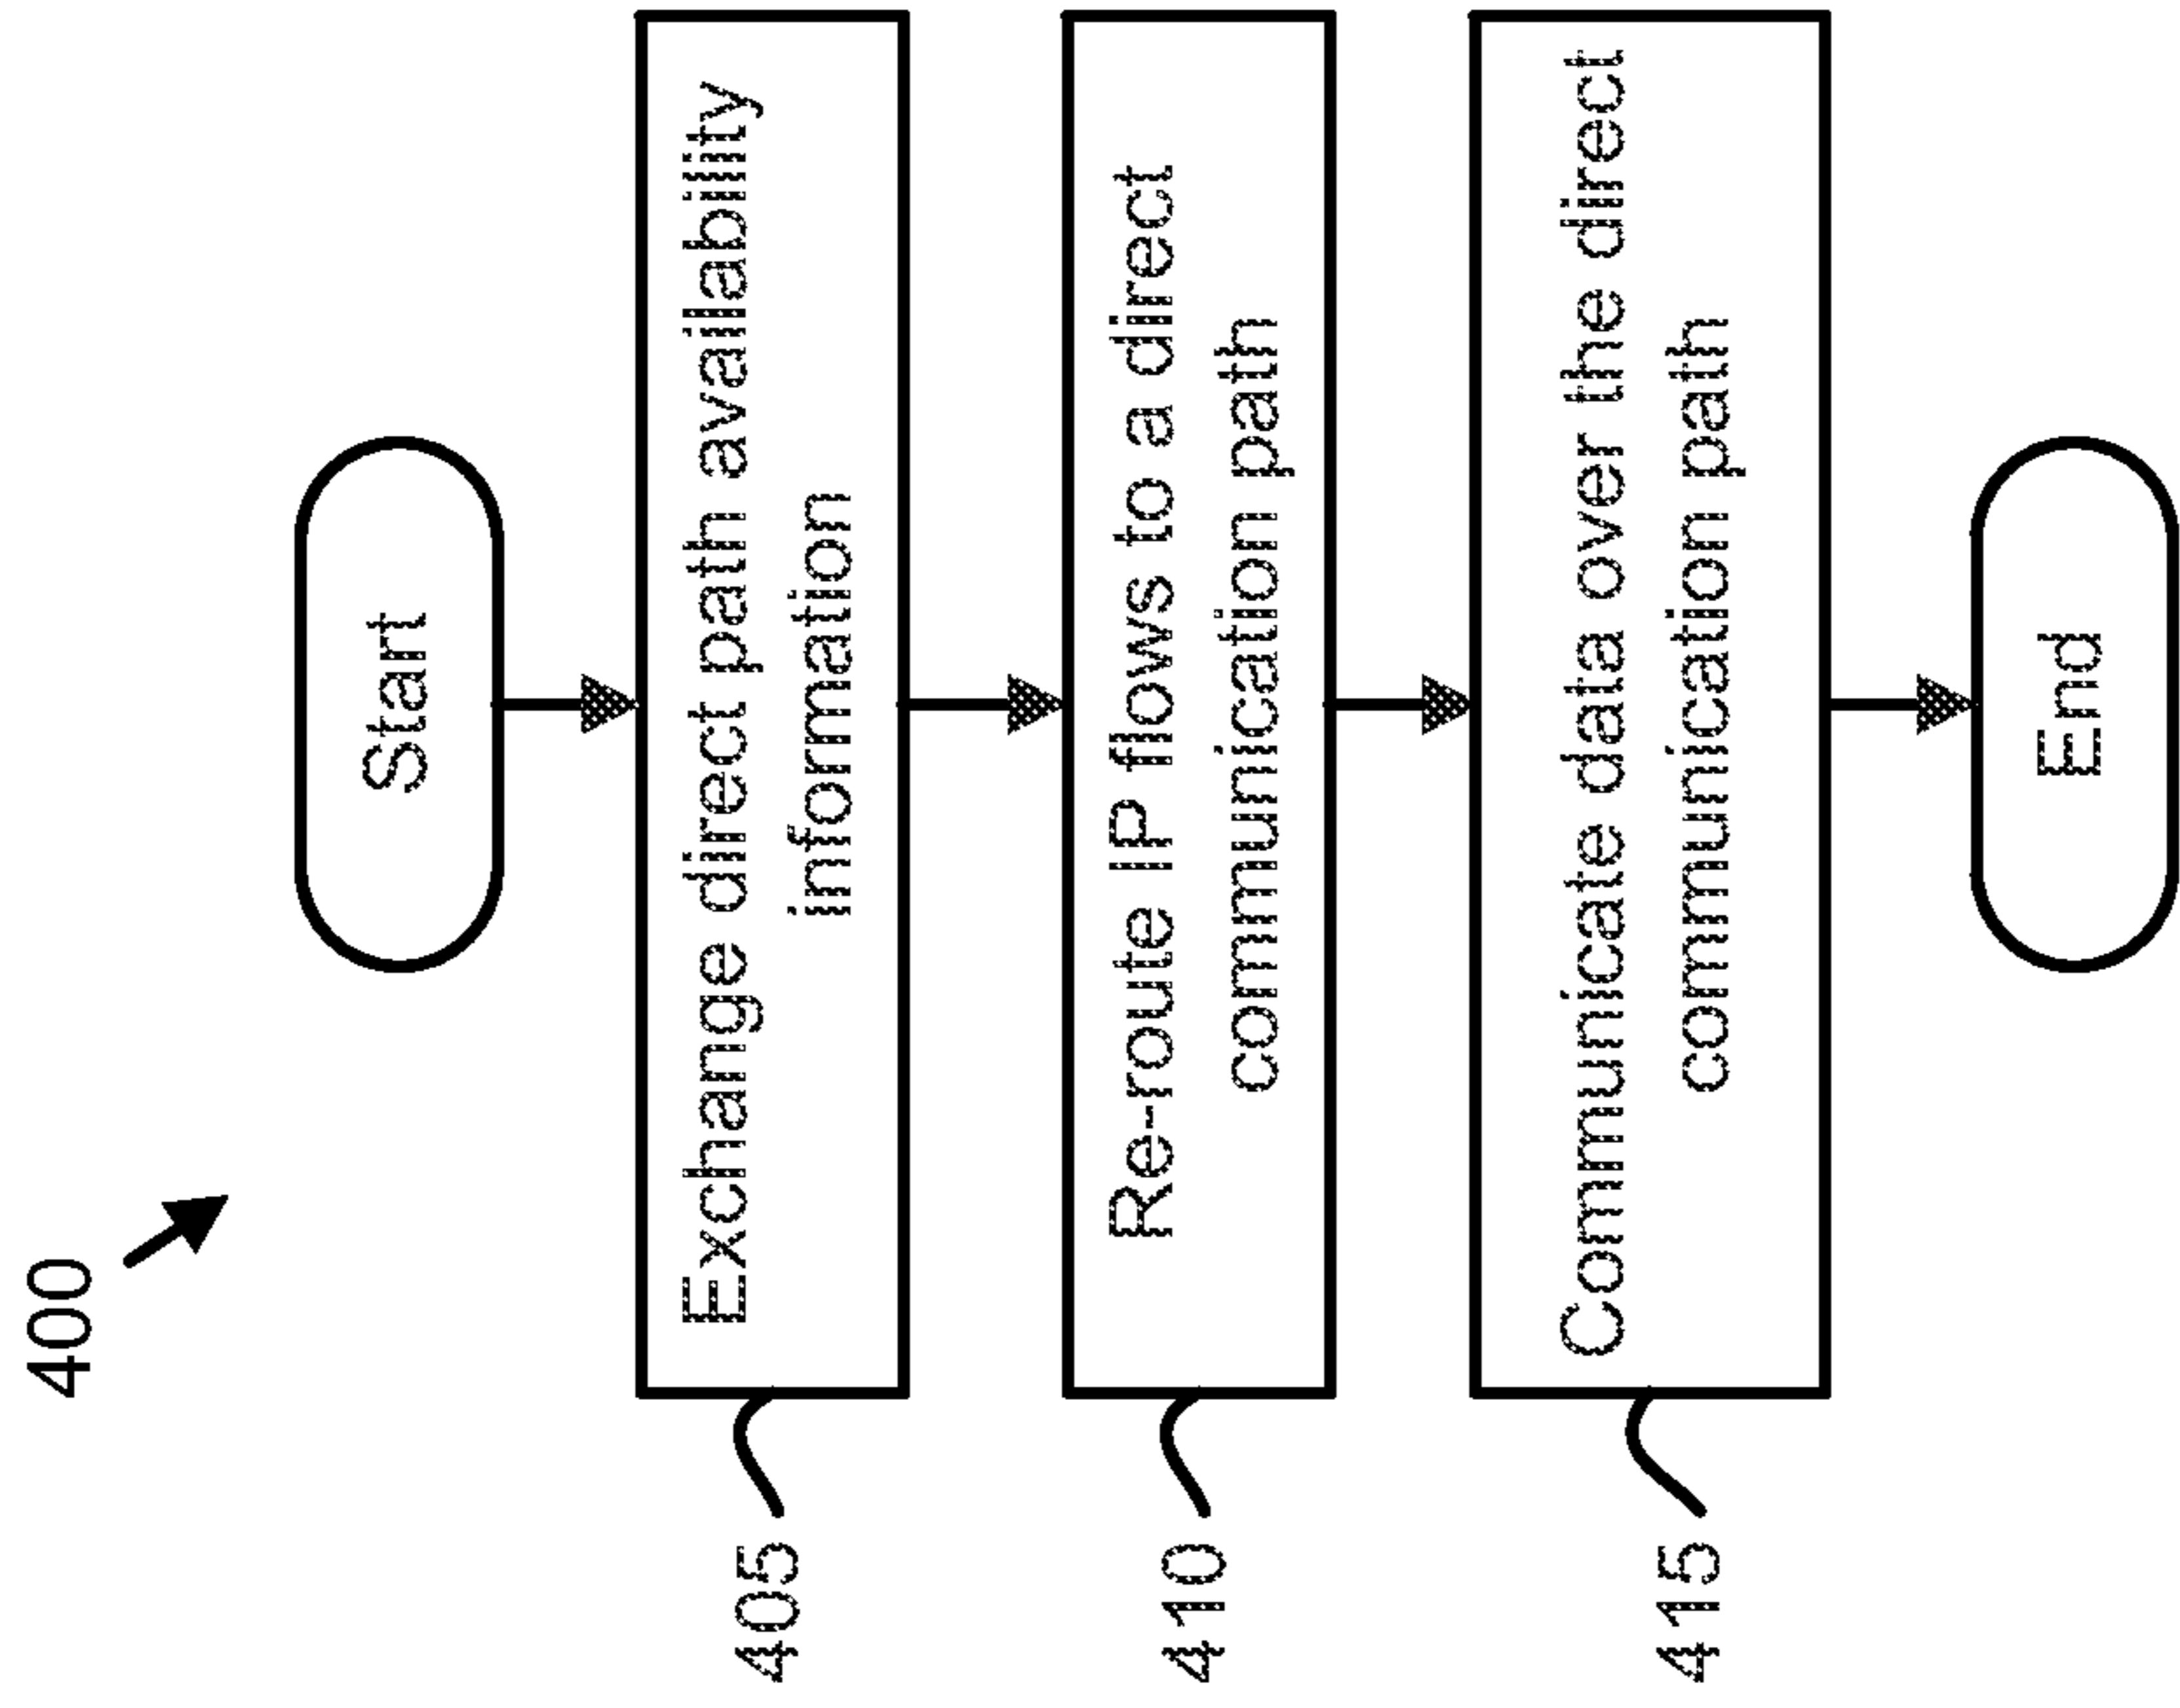 400
Start
405
Exchange direct path availability
information
410
Re-route IP flows to a direct
communication path
415
Communicate data over the direct
communication path
End